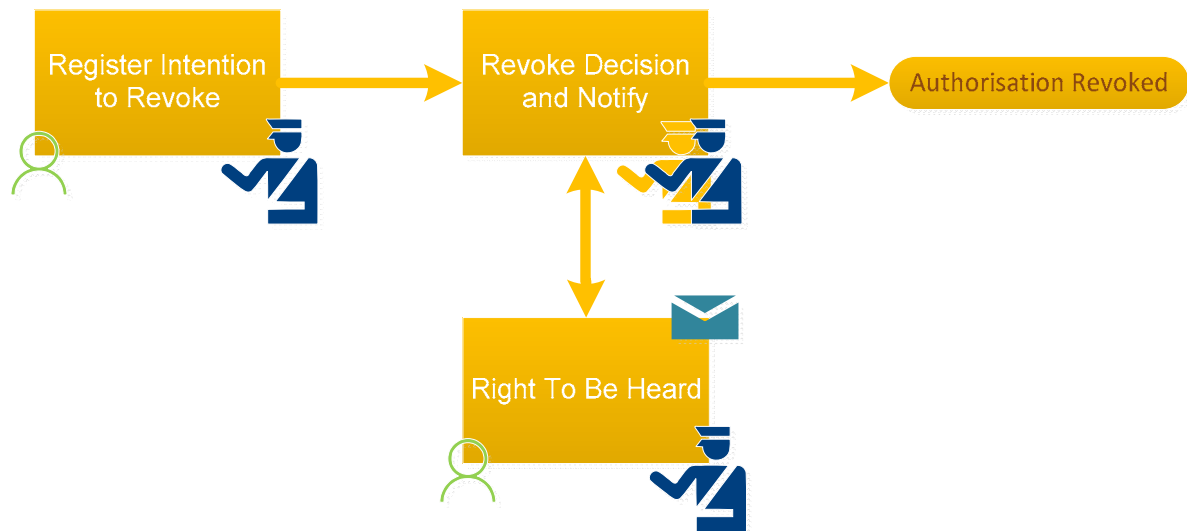 Register Intention
to Revoke
Revoke Decision
and Notify
Authorisation Revoked
Right To Be Heard